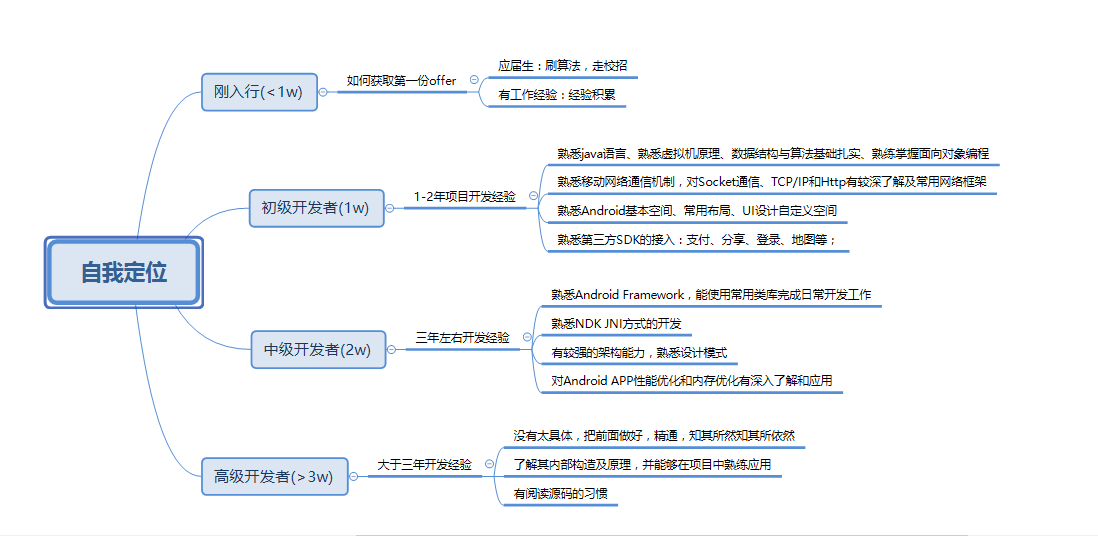 自我定位
刚入行(<1w)
如何获取第一份offer
应届生：刷算法，走校招
有工作经验：经验积累
初级开发者(1w)
1-2年项目开发经验
熟悉java语言、熟悉虚拟机原理、数据结构与算法基础扎实、熟练掌握面向对象编程
熟悉移动网络通信机制，对Socket通信、TCP/IP和Http有较深了解及常用网络框架
熟悉Android基本空间、常用布局、UI设计自定义空间
熟悉第三方SDK的接入：支付、分享、登录、地图等；
中级开发者(2w)
三年左右开发经验
熟悉Android Framework，能使用常用类库完成日常开发工作
熟悉NDK JNI方式的开发
有较强的架构能力，熟悉设计模式
对Android APP性能优化和内存优化有深入了解和应用
高级开发者(>3w)
大于三年开发经验
没有太具体，把前面做好，精通，知其所然知其所依然
了解其内部构造及原理，并能够在项目中熟练应用
有阅读源码的习惯